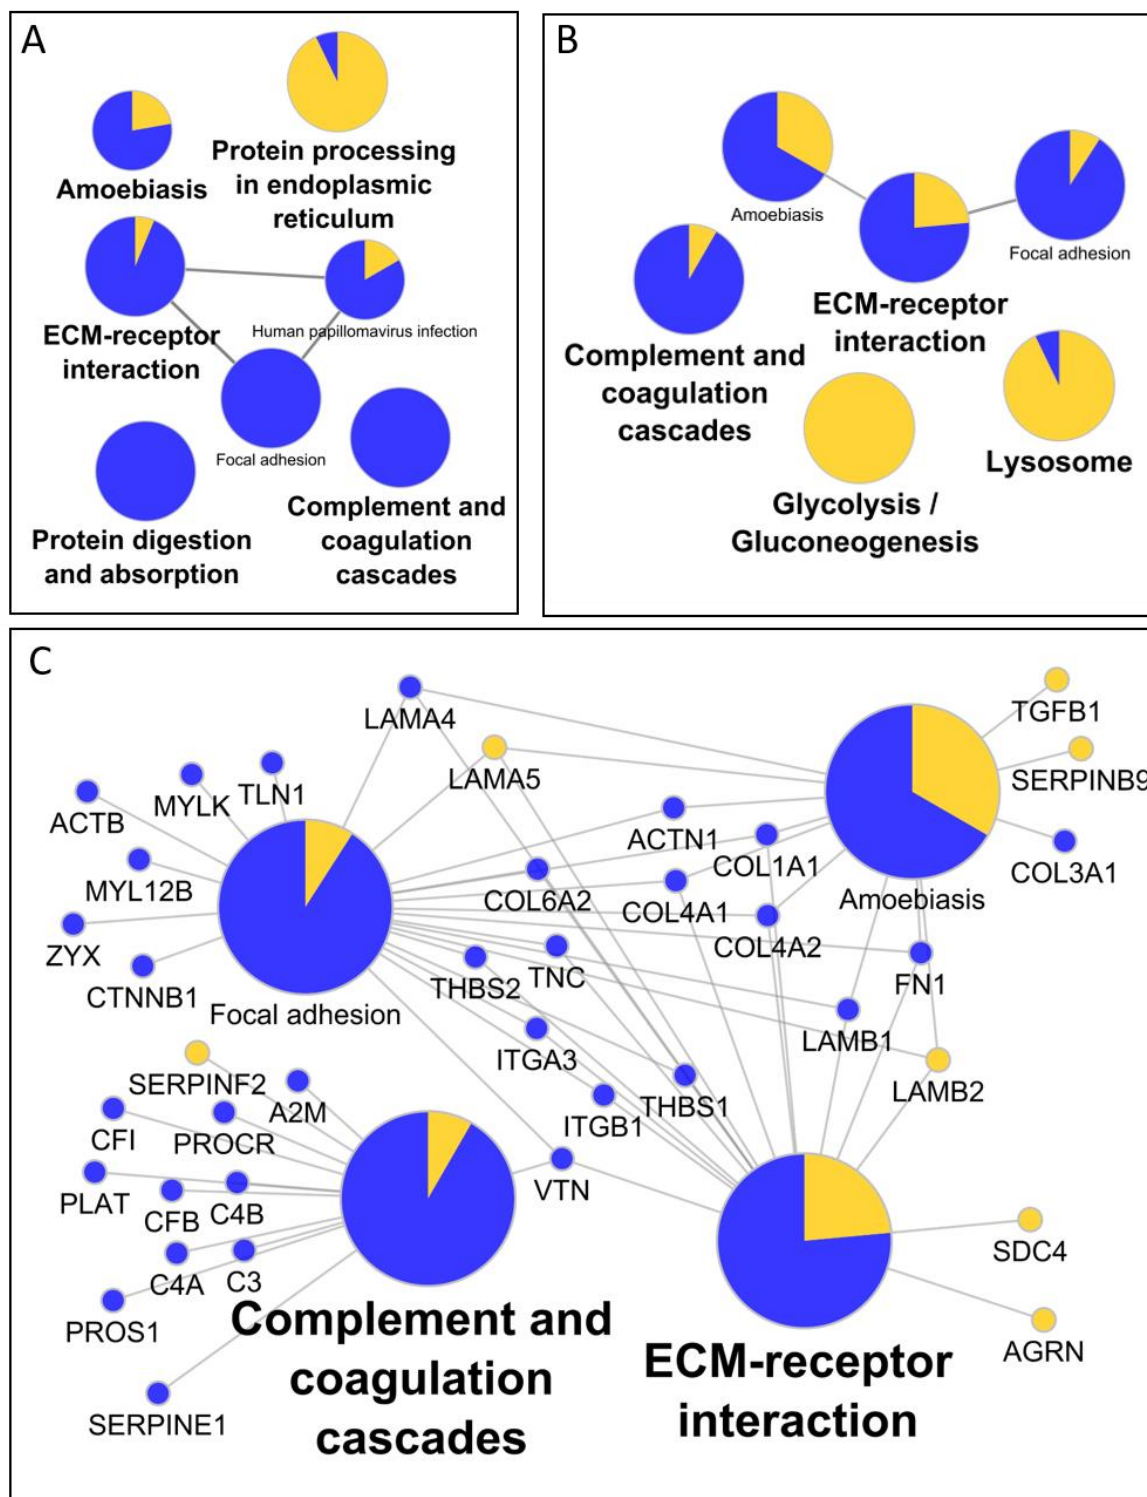 A
Protein processing
in endoplasmic
reticulum
Amoebiasis
ECM-receptor
interaction
Human papillomavirus infection
Focal adhesion
Protein digestion
and absorption
Complement and
coagulation
cascades
B
Amoebiasis
Focal adhesion
ECM-receptor
interaction
Complement and
coagulation
cascades
Lysosome
Glycolysis /
Gluconeogenesis
C
LAMA4
TGFB1
LAMA5
SERPINB9
MYLK
TLN1
ACTB
ACTN1
COL1A1
COL3A1
MYL12B
COL6A2
COL4A1
Amoebiasis
ZYX
COL4A2
CTNNB1
THBS2
TNC
FN1
Focal adhesion
ITGA3
LAMB1
SERPINF2
LAMB2
A2M
THBS1
CFI
PROCR
ITGB1
PLAT
CFB
C4B
VTN
SDC4
C4A
C3
PROS1
Complement and
coagulation
cascades
ECM-receptor
interaction
AGRN
SERPINE1